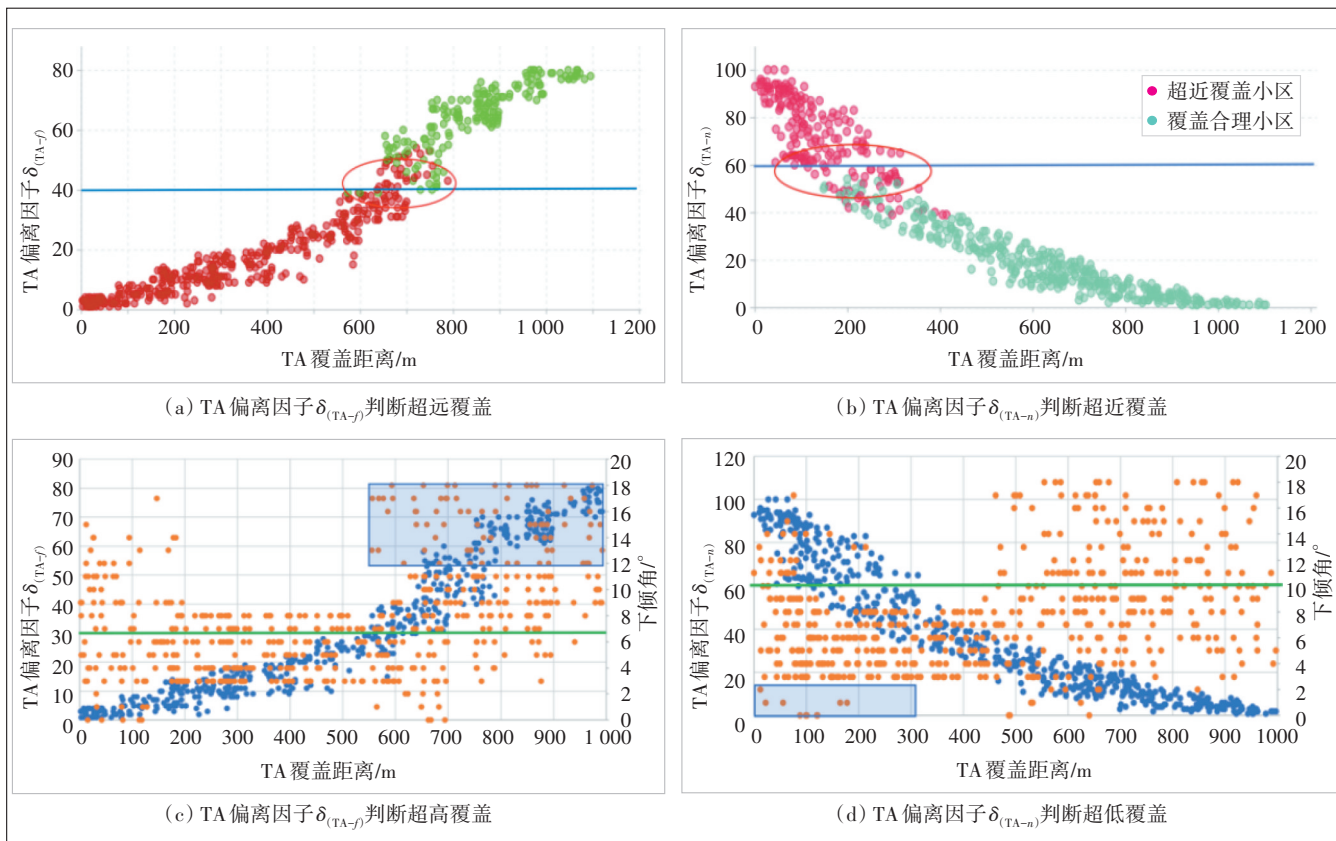 80
60
40
20
0
TA 偏离因子 δ(TA-f)
0 200 400 600 800 1 000 1 200
TA 覆盖距离/m
(a) TA 偏离因子 δ(TA-f)判断超远覆盖
100
80
60
40
20
0
TA 偏离因子 δ(TA-n)
超近覆盖小区
覆盖合理小区
0 200 400 600 800 1 000 1 200
TA 覆盖距离/m
(b) TA 偏离因子 δ(TA-n)判断超近覆盖
90
80
70
60
50
40
30
20
10
0
TA 偏离因子 δ(TA-f)
20
18
16
14
12
10
8
6
4
2
0
下倾角/°
0 100 200 300 400 500 600 700 800 900 1 000
TA 覆盖距离/m
(c) TA 偏离因子 δ(TA-f)判断超高覆盖
120
100
80
60
40
20
0
TA 偏离因子 δ(TA-n)
20
18
16
14
12
10
8
6
4
2
0
下倾角/°
0 100 200 300 400 500 600 700 800 900 1000
TA 覆盖距离/m
(d) TA 偏离因子 δ(TA-n)判断超低覆盖